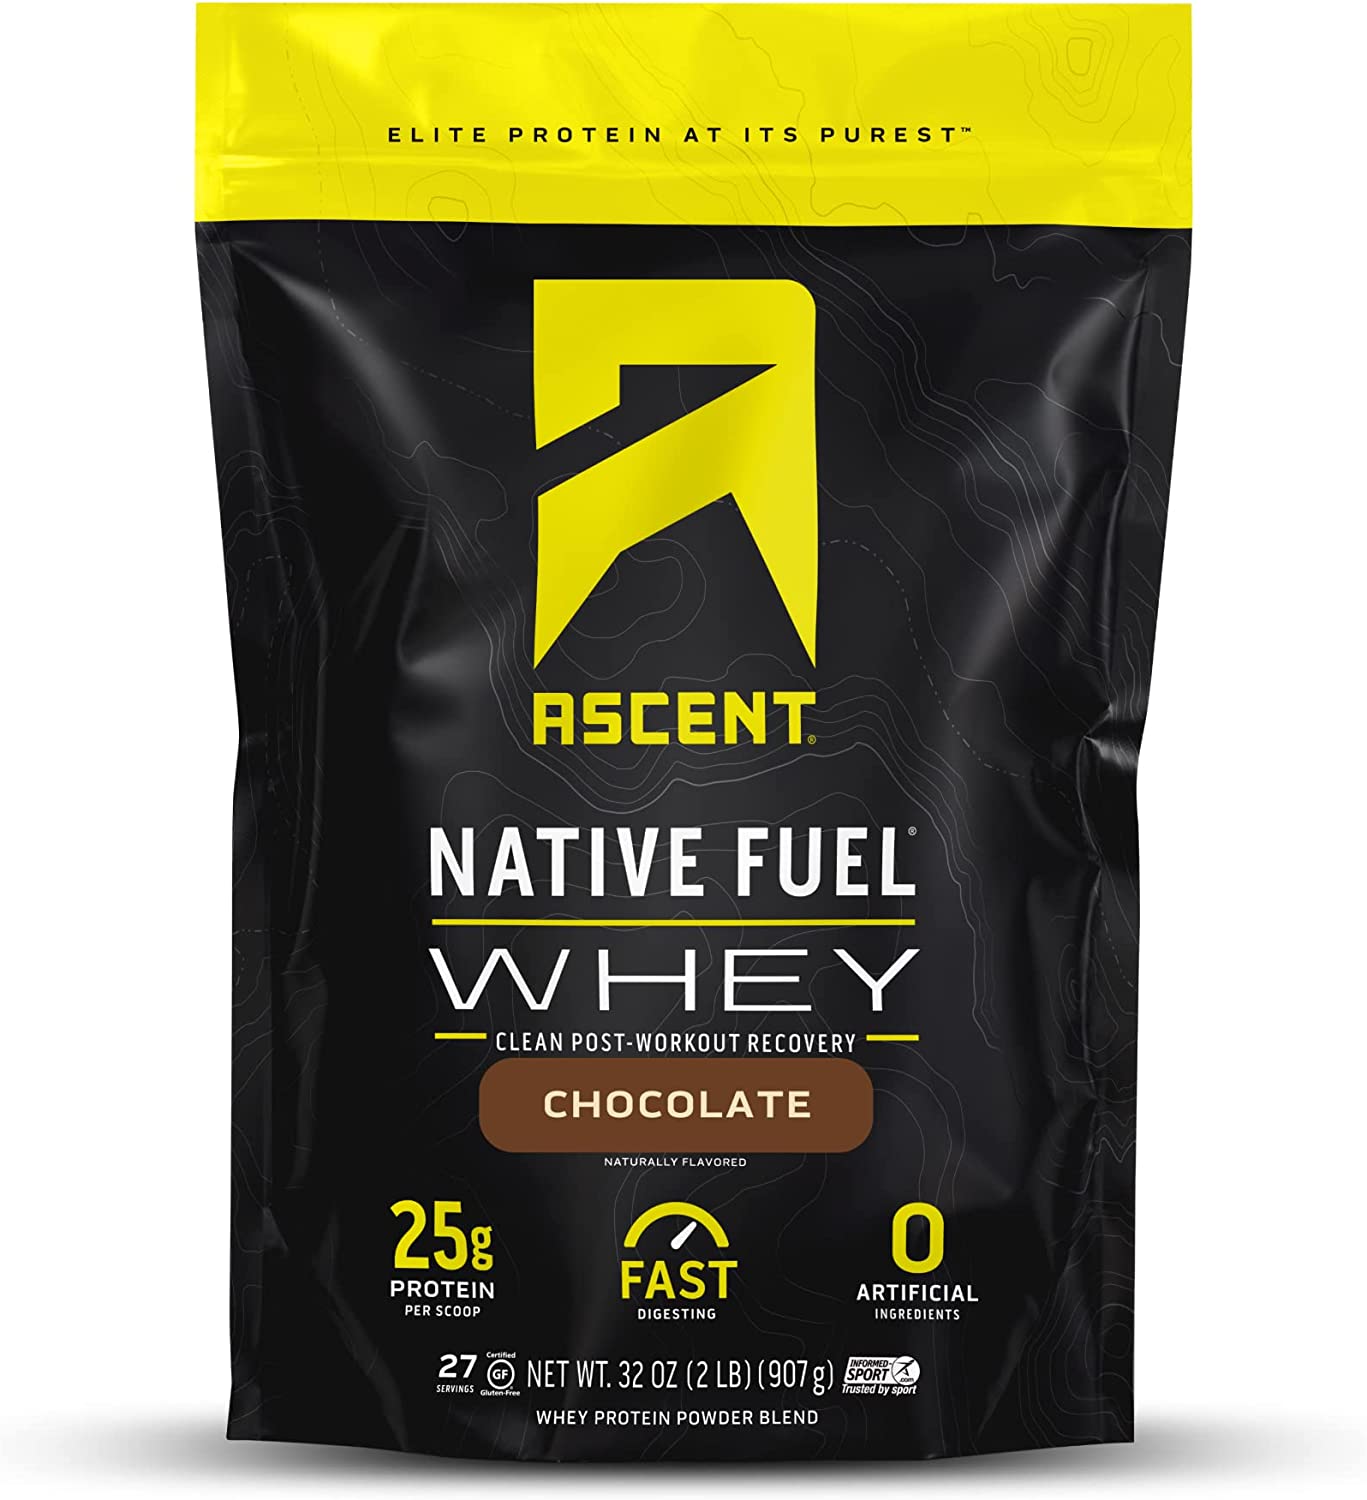 ELITE PROTEIN AT ITS PUREST™
ASCENT®
NATIVE FUEL®
WHEY
CLEAN POST-WORKOUT RECOVERY
CHOCOLATE
NATURALLY FLAVORED
25g
PROTEIN
PER SCOOP
FAST
DIGESTING
0
ARTIFICIAL
INGREDIENTS
27
SERVINGS
Certified
GF
Gluten-Free
NET WT. 32 OZ (2 LB) (907 g)
INFORMED-
SPORT
.com
Trusted by sport
WHEY PROTEIN POWDER BLEND